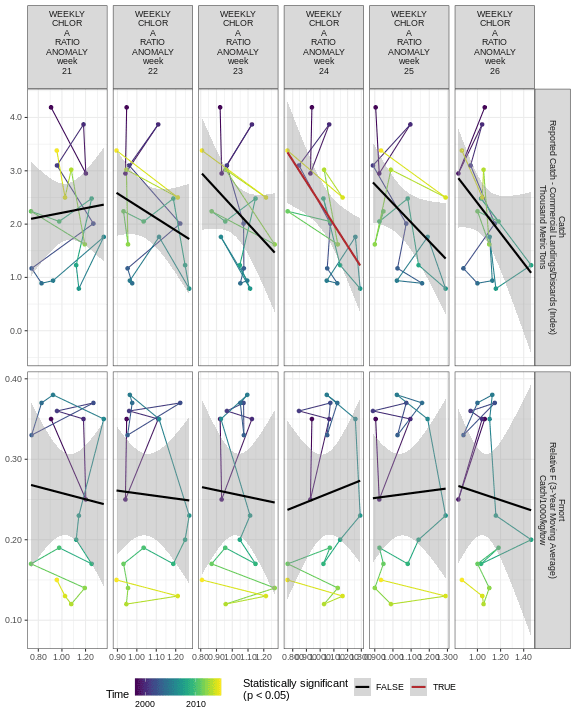 WEEKLY
CHLOR
A
RATIO
ANOMALY
week
21
WEEKLY
CHLOR
A
RATIO
ANOMALY
week
22
WEEKLY
CHLOR
A
RATIO
ANOMALY
week
23
WEEKLY
CHLOR
A
RATIO
ANOMALY
week
24
WEEKLY
CHLOR
A
RATIO
ANOMALY
week
25
WEEKLY
CHLOR
A
RATIO
ANOMALY
week
26
4.0
3.0
2.0
1.0
0.0
Catch
Reported Catch - Commercial Landings/Discards (Index)
Thousand Metric Tons
0.40
0.30
0.20
0.10
Fmort
Relative F (3-Year Moving Average)
Catch/1000/kg/tow
0.80 1.00 1.20
0.90 1.00 1.10 1.20
1.20
1.00 1.20 1.40
Time
2000 2010
Statistically significant
(p < 0.05)
FALSE
TRUE